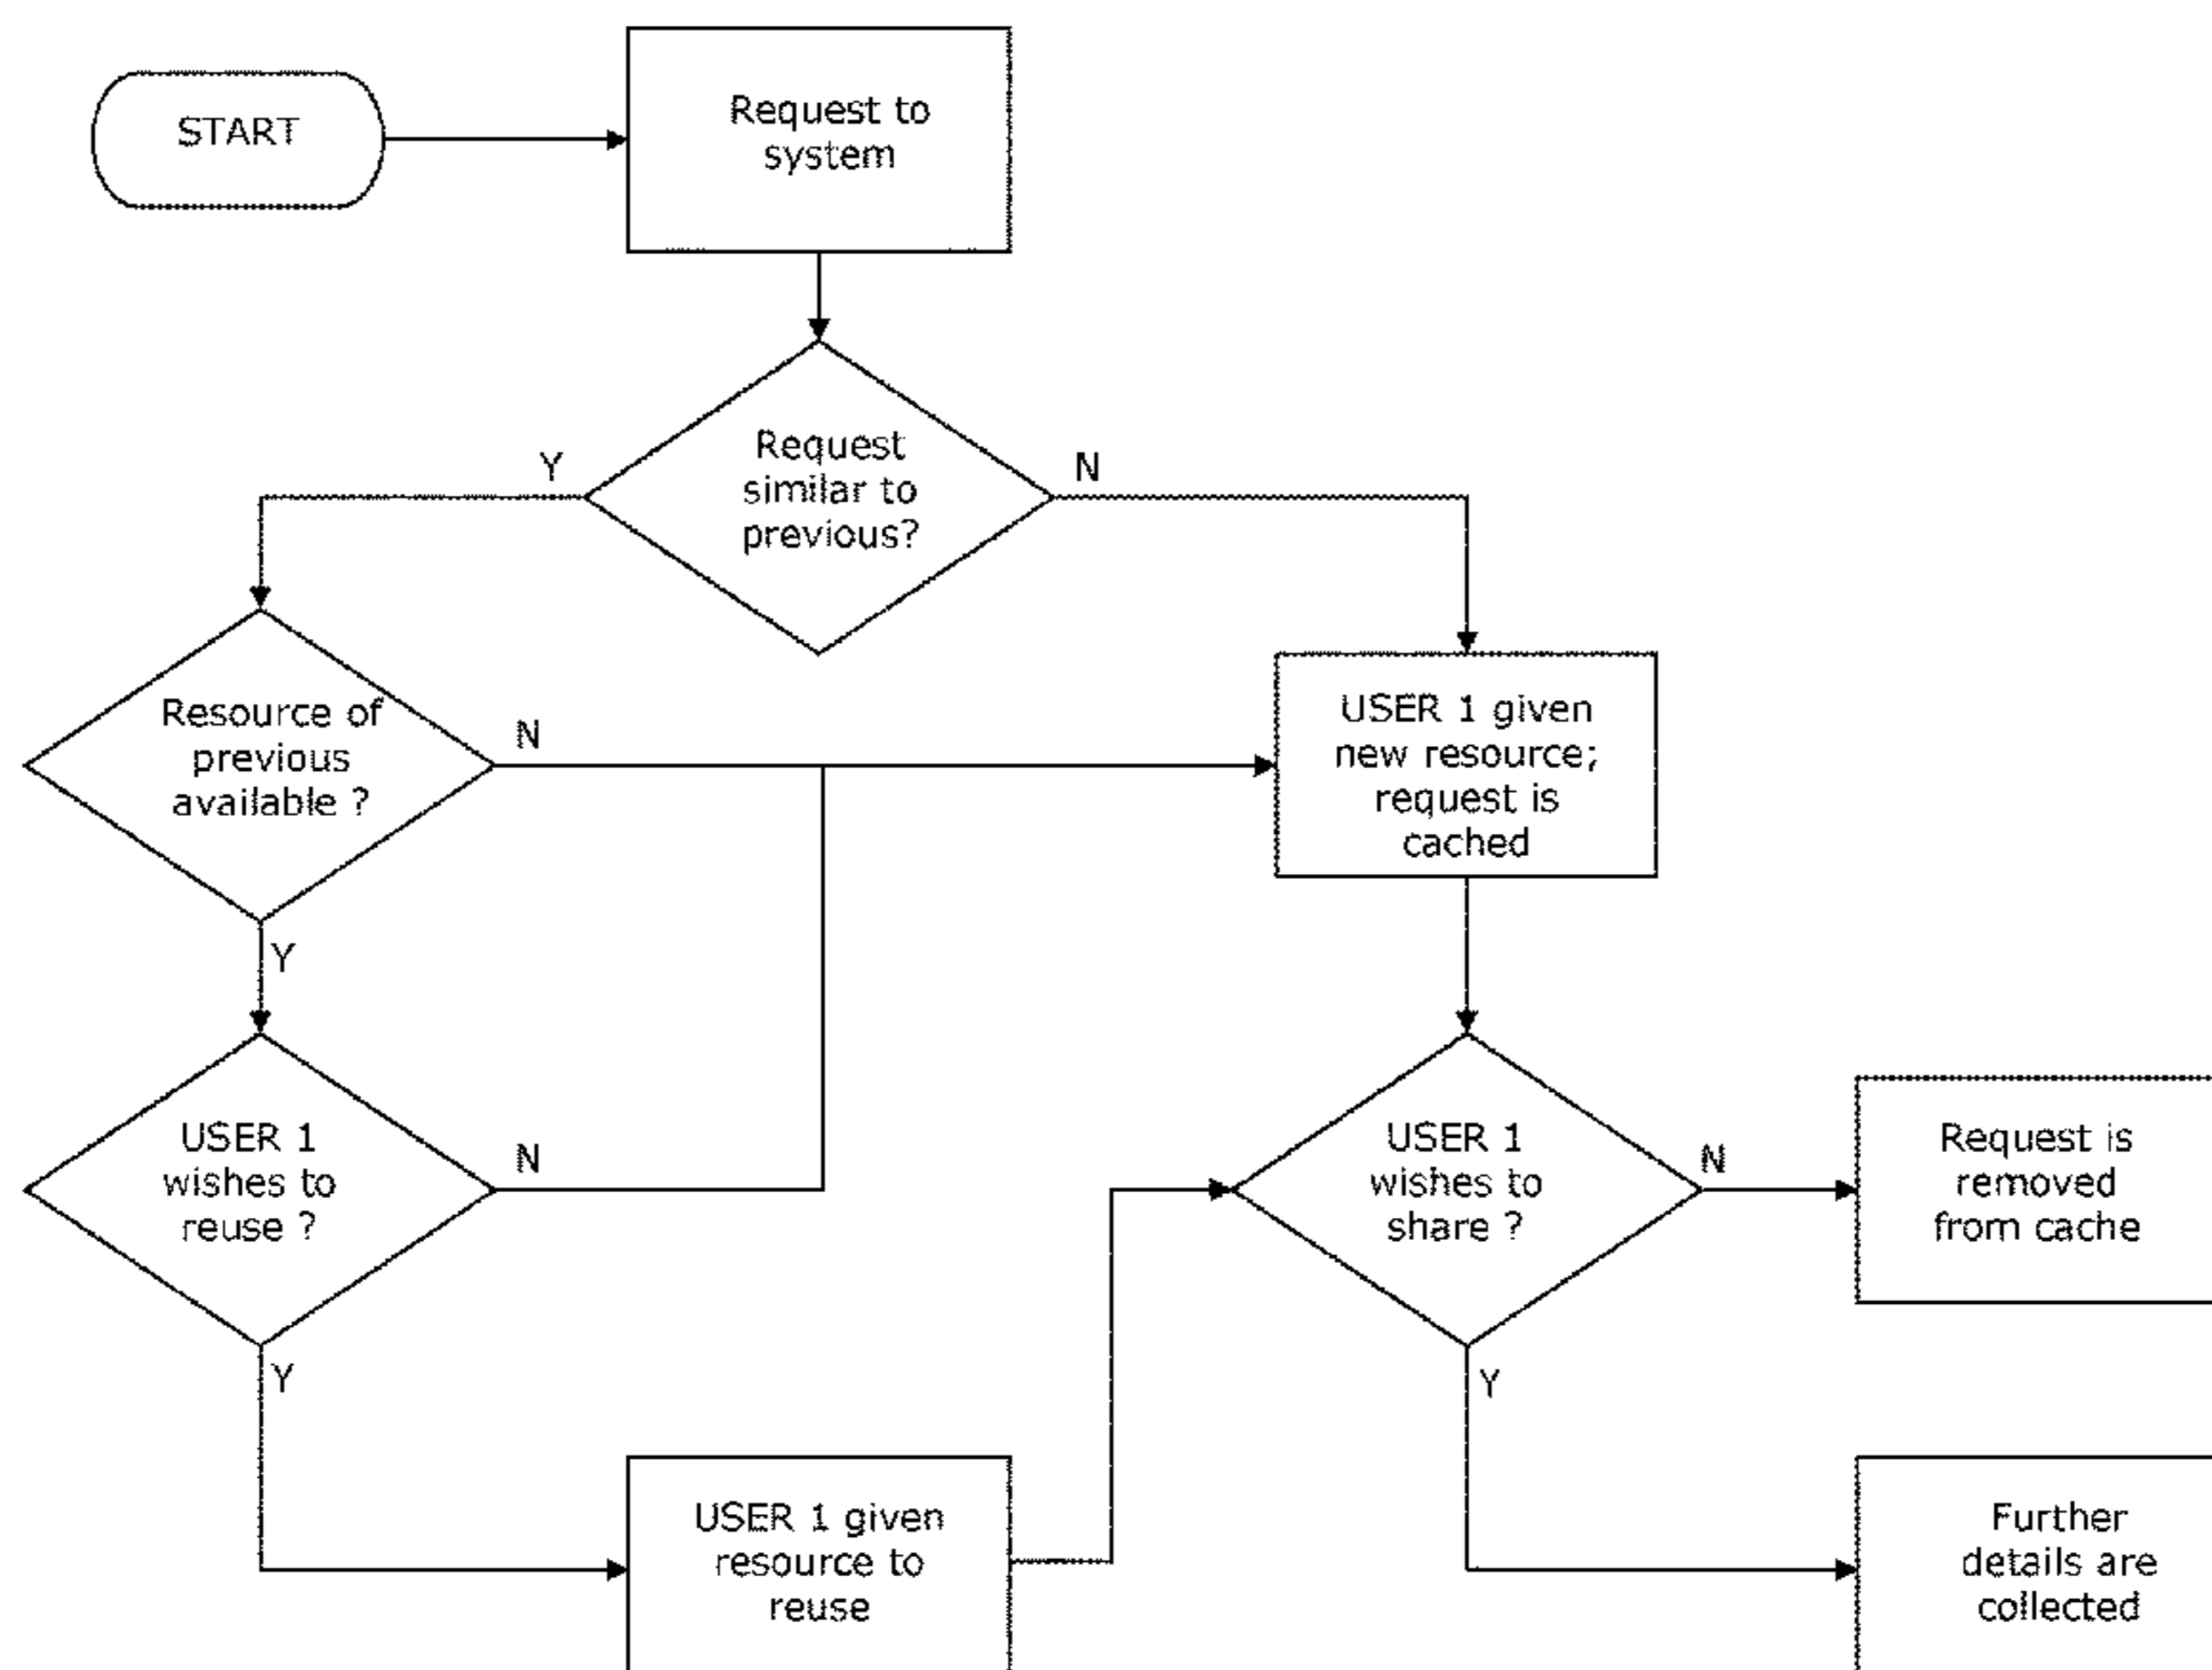 START
Request to
system
Y
Request
similar to
previous?
N
Resource of
previous
available ?
N
USER 1 given
new resource;
request is
cached
Y
USER 1
wishes to
reuse ?
N
USER 1
wishes to
share ?
N
Request is
removed
from cache
Y
Y
USER 1 given
resource to
reuse
Further
details are
collected